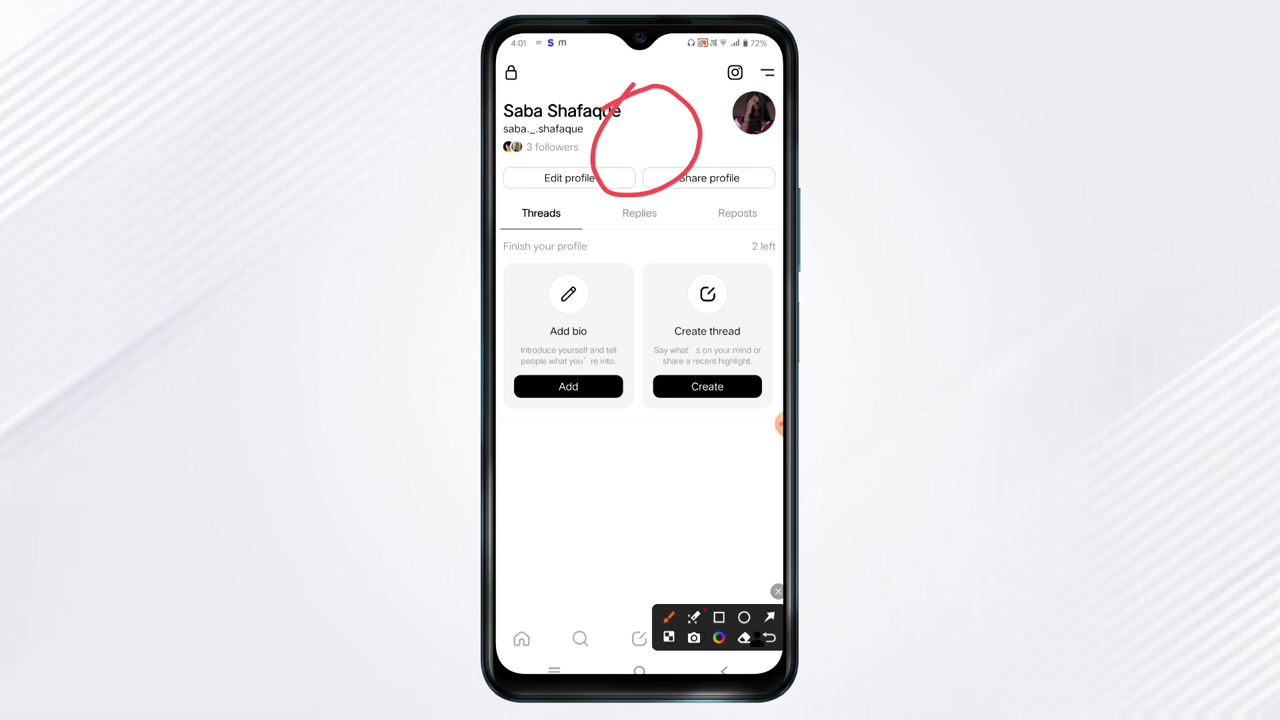 4:01 S m 72%
Saba Shafaque
saba._.shafaque
3 followers
Edit profile Share profile
Threads Replies Reposts
Finish your profile 2 left
Add bio Create thread
Introduce yourself and tell Say what's on your mind or
people what you're into. share a recent highlight.
Add Create